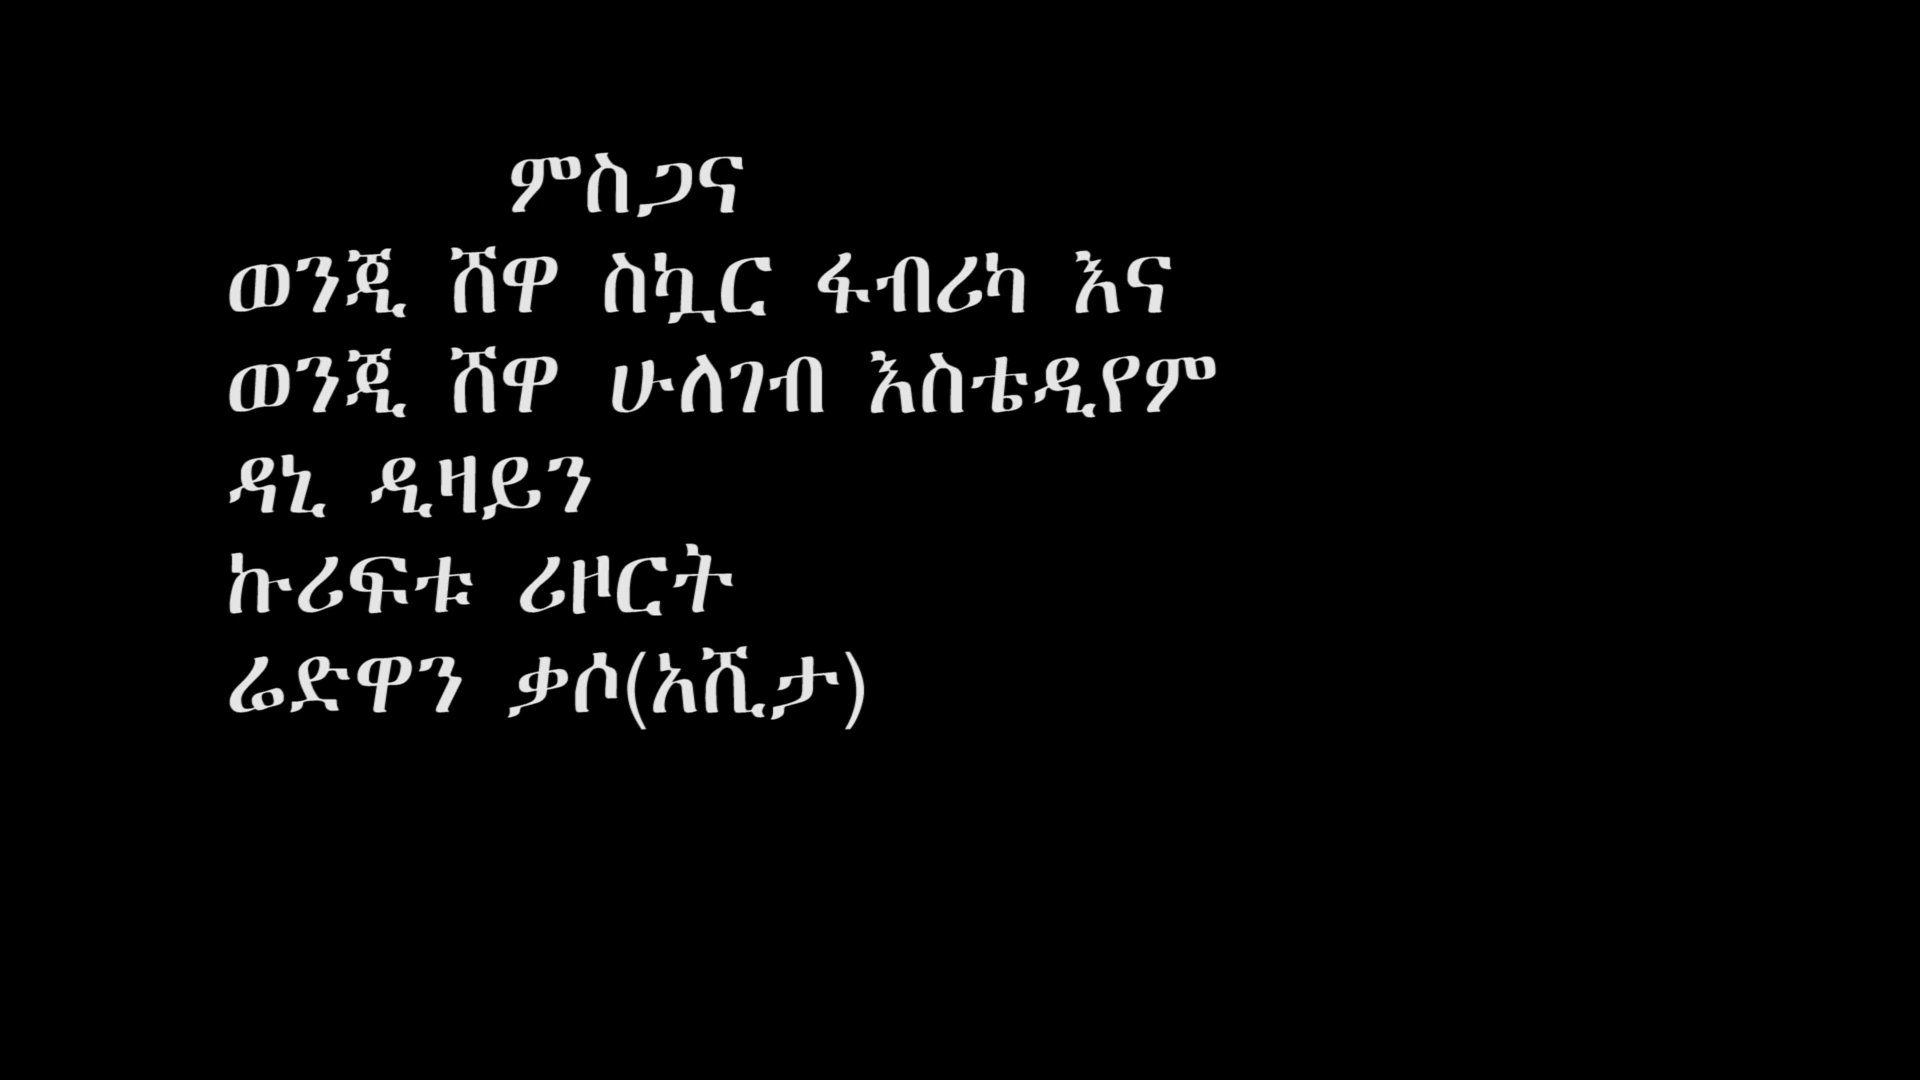 ምስጋና
ወንጂ ሸዋ ስኳር ፋብሪካ እና
ወንጂ ሸዋ ሁለገብ እስቴዲየም
ዳኒ ዲዛይን
ኩሪፍቱ ሪዞርት
ሬድዋን ቃሶ(አሺታ)